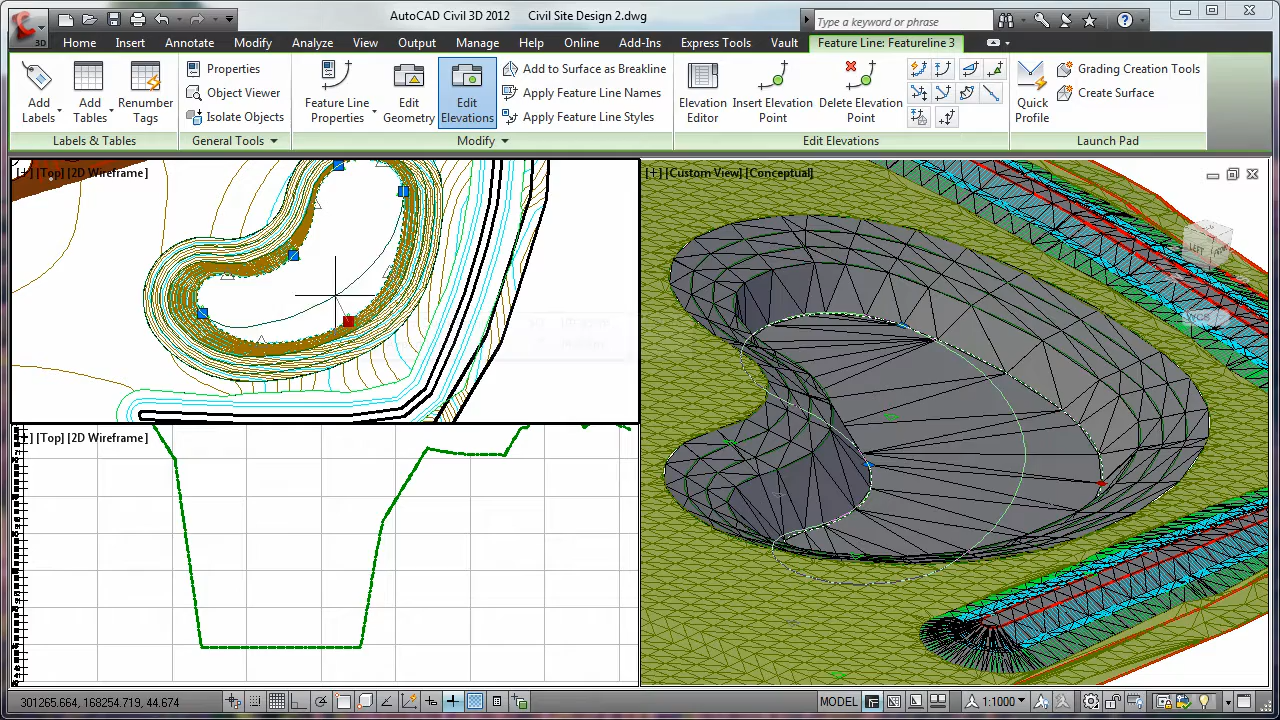 AutoCAD Civil 3D 2012    Civil Site Design 2.dwg
Type a keyword or phrase
3D
Home Insert Annotate Modify Analyze View Output Manage Help Online Add-Ins Express Tools Vault Feature Line: Featureline 3
Add Labels
Add Tables
Renumber Tags
Properties
Object Viewer
Objects
Feature Line Properties
Edit Geometry
Edit Elevations
Add to Surface as Breakline
Apply Feature Line Names
Apply Feature Line Styles
Elevation Editor
Insert Elevation Point
Delete Elevation Point
Quick Profile
Grading Creation Tools
Create Surface
Labels & Tables
General Tools
Modify
Edit Elevations
Launch Pad
[+] [Top] [2D Wireframe]
[+] [Custom View] [Conceptual]
LEFT
WCS
[+] [Top] [2D Wireframe]
301265.664, 168254.719, 44.674
MODEL
1:1000